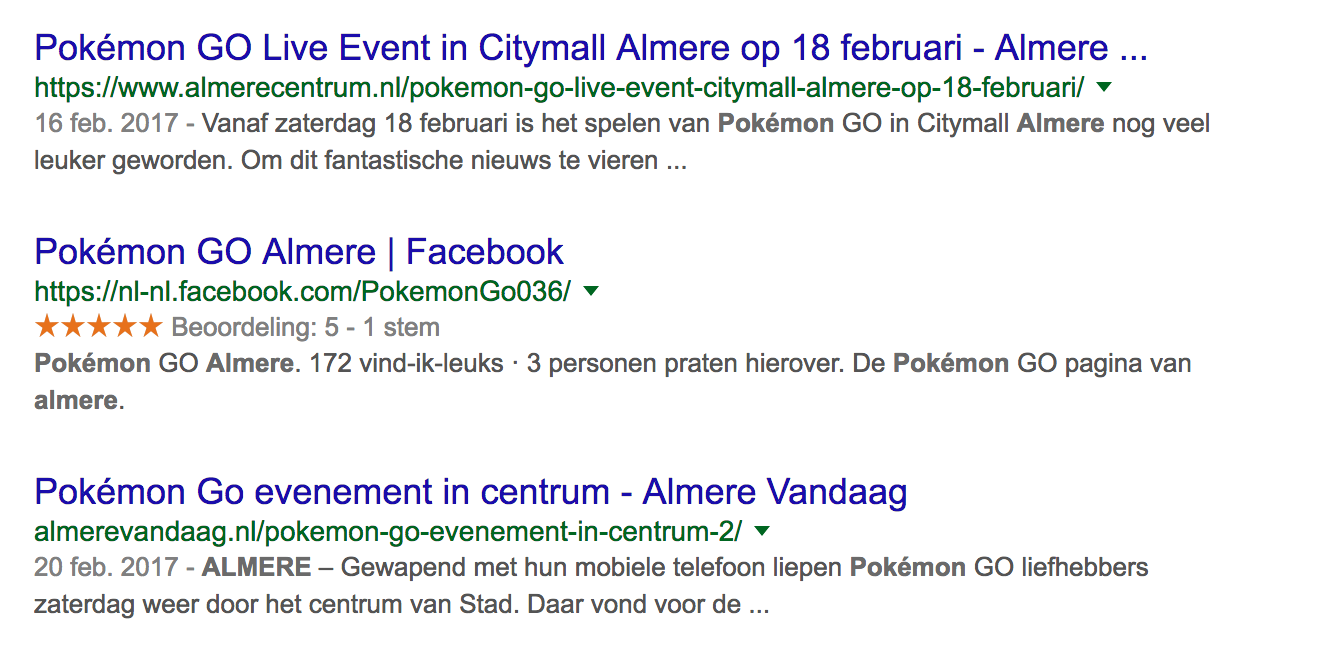 Pokémon GO Live Event in Citymall Almere op 18 februari - Almere ...
https://www.almerecentrum.nl/pokemon-go-live-event-citymall-almere-op-18-februari/
16 feb. 2017 - Vanaf zaterdag 18 februari is het spelen van Pokémon GO in Citymall Almere nog veel
leuker geworden. Om dit fantastische nieuws te vieren ...
Pokémon GO Almere | Facebook
https://nl-nl.facebook.com/PokemonGo036/
★★★★★ Beoordeling: 5 - 1 stem
Pokémon GO Almere. 172 vind-ik-leuks · 3 personen praten hierover. De Pokémon GO pagina van
almere.
Pokémon Go evenement in centrum - Almere Vandaag
almerevandaag.nl/pokemon-go-evenement-in-centrum-2/
20 feb. 2017 - ALMERE – Gewapend met hun mobiele telefoon liepen Pokémon GO liefhebbers
zaterdag weer door het centrum van Stad. Daar vond voor de ...